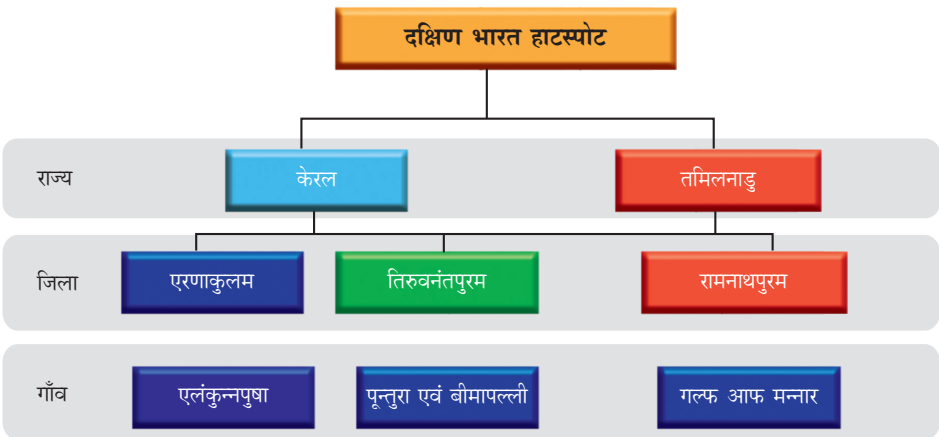 दक्षिण भारत हाटस्पोट
राज्य
केरल
तमिलनाडु
जिला
एरणाकुलम
तिरुवनंतपुरम
रामनाथपुरम
गाँव
एलंकुन्नपुषा
पून्तुरा एवं बीमापल्ली
गल्फ आफ मन्नार